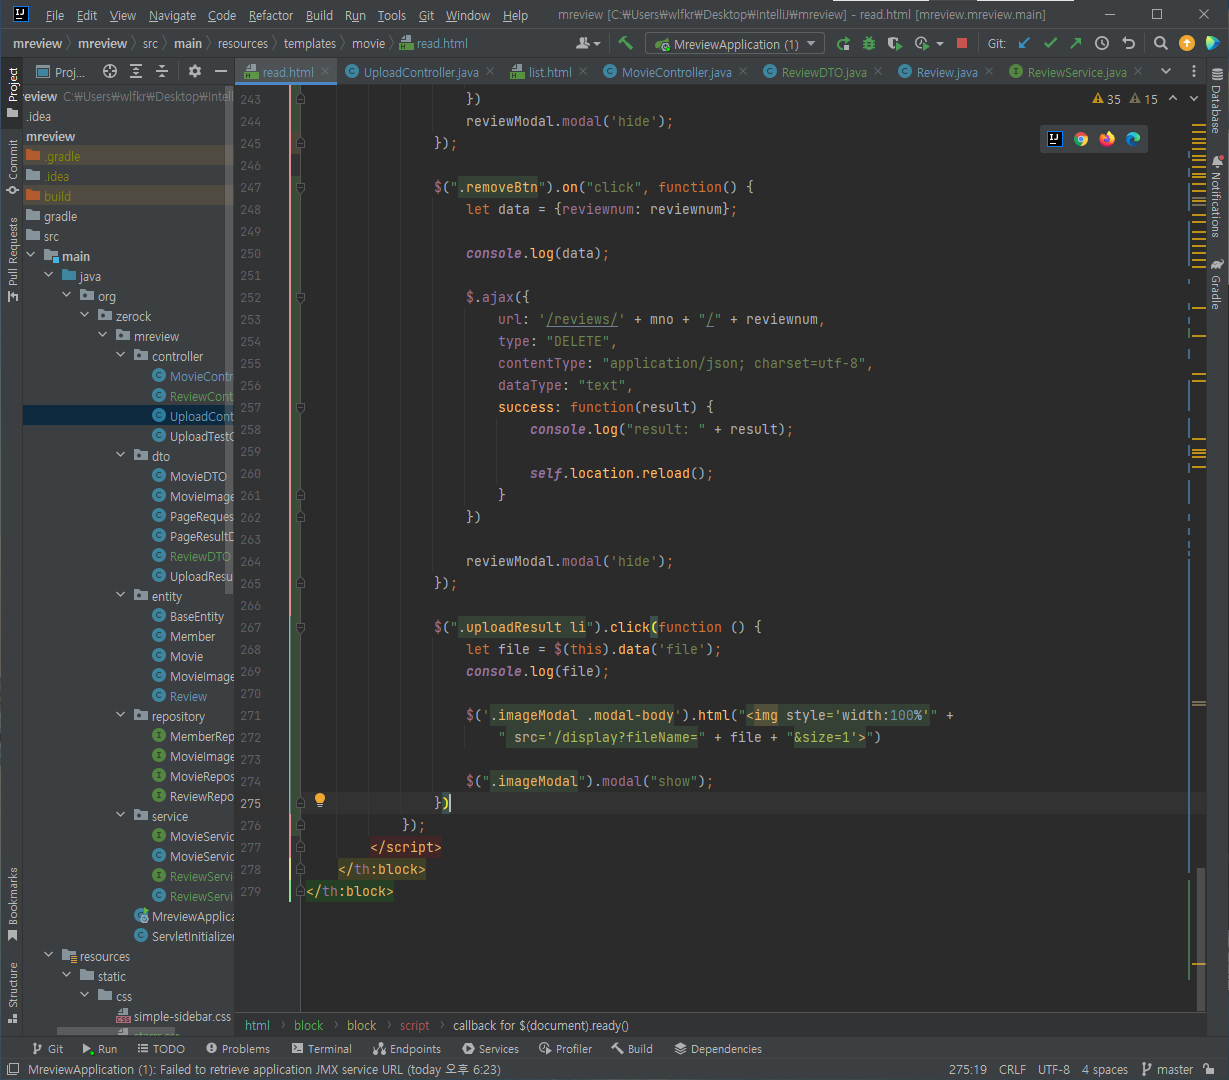 File Edit View Navigate Code Refactor Build Run Tools Git Window Help mreview [C:₩Users₩wlfkr₩Desktop₩IntelliJ₩mreview] - read.html [mreview.mreview.main]
mreview mreview src main resources templates movie read.html MreviewApplication (1) Git:
Project Proj... read.html UploadController.java list.html MovieController.java ReviewDTO.java Review.java ReviewService.java
Commit
Pull Requests
Bookmarks
Structure
Database
Notifications
Gradle
mreview C:₩Users₩wlfkr₩Desktop₩Intelli
.idea
mreview
.gradle
.idea
build
gradle
src
main
java
org
zerock
mreview
controller
MovieContr
ReviewCont
UploadCont
UploadTestC
dto
MovieDTO
MovieImage
PageReques
PageResultD
ReviewDTO
UploadResu
entity
BaseEntity
Member
Movie
MovieImage
Review
repository
MemberRep
MovieImage
MovieRepos
ReviewRepo
service
MovieServic
MovieServic
ReviewServi
ReviewServi
MreviewApplica
ServletInitializer
resources
static
css
simple-sidebar.css
starrr.css
35 15
243 })
244 reviewModal.modal('hide');
245 });
246
247 $(".removeBtn").on("click", function() {
248 let data = {reviewnum: reviewnum};
249
250 console.log(data);
251
252 $.ajax({
253 url: '/reviews/' + mno + "/" + reviewnum,
254 type: "DELETE",
255 contentType: "application/json; charset=utf-8",
256 dataType: "text",
257 success: function(result) {
258 console.log("result: " + result);
259
260 self.location.reload();
261 }
262 })
263
264 reviewModal.modal('hide');
265 });
266
267 $(".uploadResult li").click(function () {
268 let file = $(this).data('file');
269 console.log(file);
270
271 $('.imageModal .modal-body').html("<img style='width:100%'" +
272 " src='/display?fileName=" + file + "&size=1'>")
273
274 $(".imageModal").modal("show");
275 })
276 });
277 </script>
278 </th:block>
279 </th:block>
html block block script callback for $(document).ready()
Git Run TODO Problems Terminal Endpoints Services Profiler Build Dependencies
MreviewApplication (1): Failed to retrieve application JMX service URL (today 오후 6:23) 275:19 CRLF UTF-8 4 spaces master